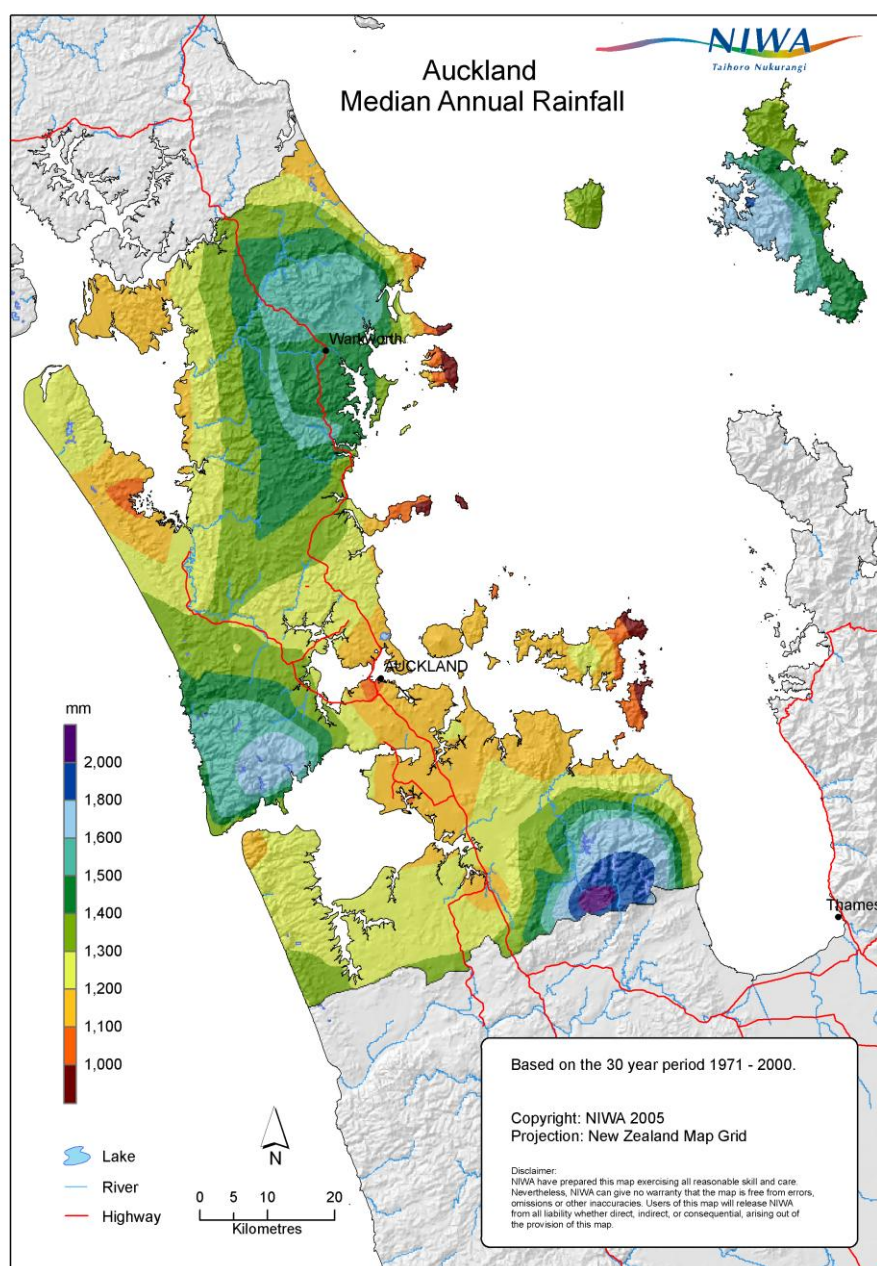 NIWA
Taihoro Nukurangi
Auckland
Median Annual Rainfall
Warkworth
AUCKLAND
Thames
mm
2,000
1,800
1,600
1,500
1,400
1,300
1,200
1,100
1,000
Lake
River
Highway
N
0 5 10 20
Kilometres
Based on the 30 year period 1971 - 2000.
Copyright: NIWA 2005
Projection: New Zealand Map Grid
Disclaimer:
NIWA have prepared this map exercising all reasonable skill and care.
Nevertheless, NIWA can give no warranty that the map is free from errors,
omissions or other inaccuracies. Users of this map will release NIWA
from all liability whether direct, indirect, or consequential, arising out of
the provision of this map.